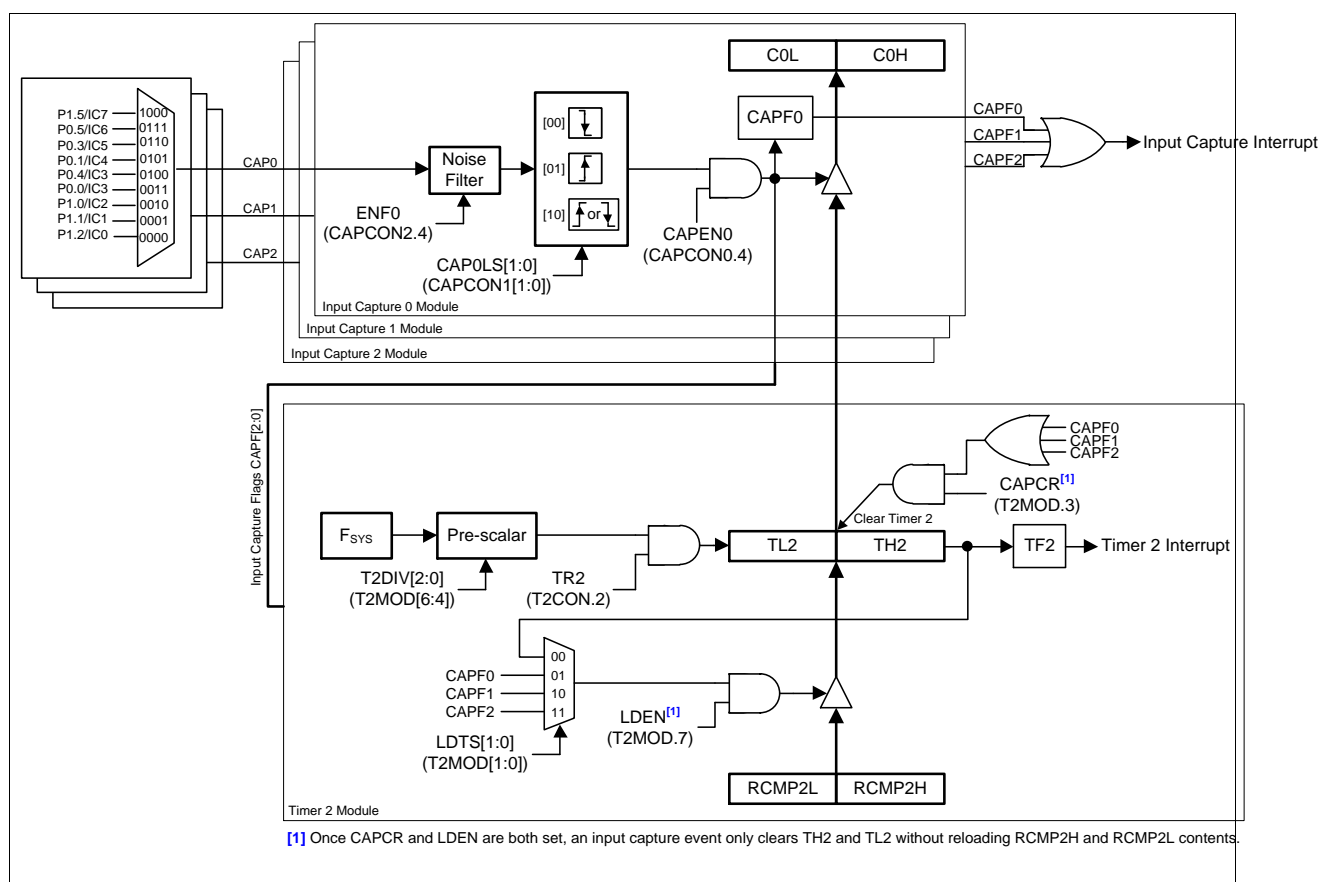 C0L C0H
P1.5/IC7 1000
P0.5/IC6 0111
P0.3/IC5 0110
P0.1/IC4 0101
P0.4/IC3 0100
P0.0/IC3 0011
P1.0/IC2 0010
P1.1/IC1 0001
P1.2/IC0 0000
CAP0
CAP1
CAP2
Noise
Filter
ENF0
(CAPCON2.4)
[00]
[01]
[10] or
CAP0LS[1:0]
(CAPCON1[1:0])
CAPEN0
(CAPCON0.4)
CAPF0
CAPF0
CAPF1
CAPF2
Input Capture Interrupt
Input Capture 0 Module
Input Capture 1 Module
Input Capture 2 Module
Input Capture Flags CAPF[2:0]
CAPF0
CAPF1
CAPF2
CAPCR[1]
(T2MOD.3)
Clear Timer 2
FSYS
Pre-scalar
T2DIV[2:0]
(T2MOD[6:4])
TR2
(T2CON.2)
TL2 TH2
TF2
Timer 2 Interrupt
00
CAPF0 01
CAPF1 10
CAPF2 11
LDTS[1:0]
(T2MOD[1:0])
LDEN[1]
(T2MOD.7)
RCMP2L RCMP2H
Timer 2 Module
[1] Once CAPCR and LDEN are both set, an input capture event only clears TH2 and TL2 without reloading RCMP2H and RCMP2L contents.